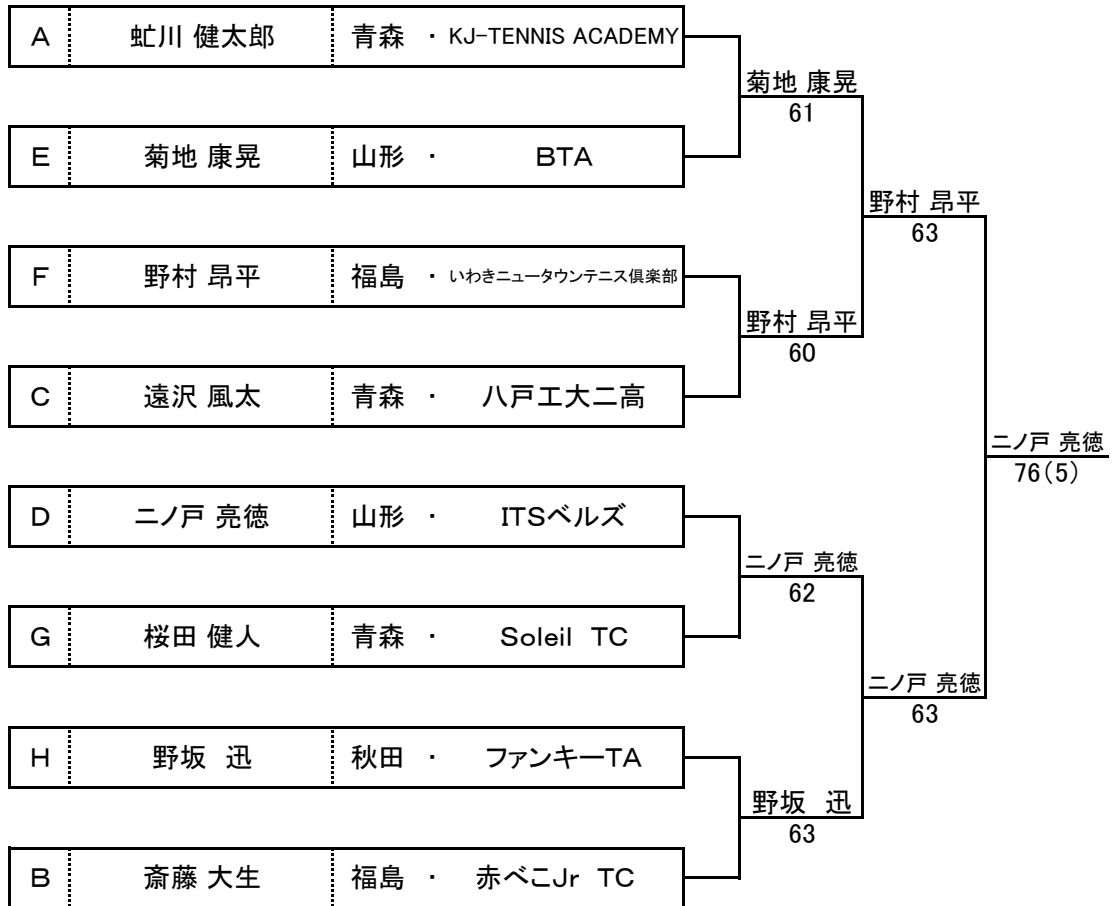 A 虻川 健太郎 青森 ・ KJ-TENNIS ACADEMY
菊地 康晃
61
E 菊地 康晃 山形 ・ BTA
野村 昂平
63
F 野村 昂平 福島 ・ いわきニュータウンテニス倶楽部
野村 昂平
60
C 遠沢 風太 青森 ・ 八戸工大二高
二ノ戸 亮徳
76(5)
D 二ノ戸 亮徳 山形 ・ ITSベルズ
二ノ戸 亮徳
62
G 桜田 健人 青森 ・ Soleil TC
二ノ戸 亮徳
63
H 野坂 迅 秋田 ・ ファンキーTA
野坂 迅
63
B 斎藤 大生 福島 ・ 赤べこJr TC